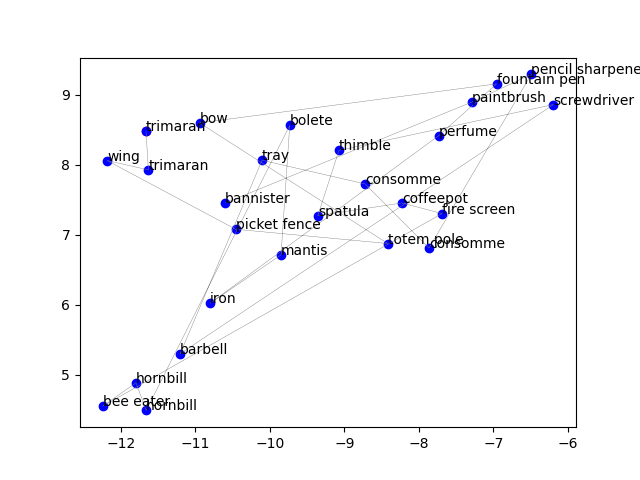 pencil sharpene
fountain pen
paintbrush
screwdriver
9
trimaran
bow
bolete
perfume
thimble
8
wing
tray
trimaran
consomme
bannister
coffeepot
spatula
fire screen
7
picket fence
totem pole
consomme
mantis
6
iron
barbell
5
hornbill
bee eater
hornbill
−12
−11
−10
−9
−8
−7
−6